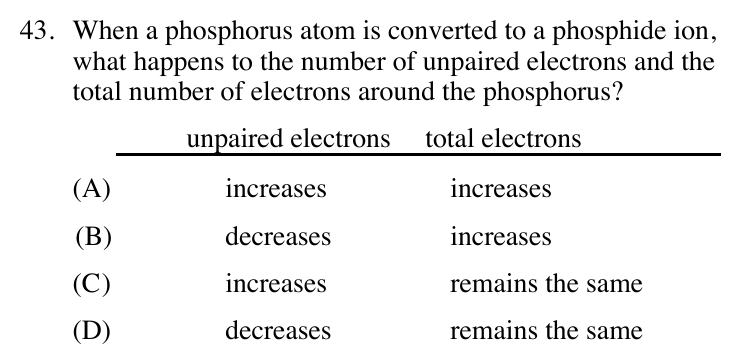 43. When a phosphorus atom is converted to a phosphide ion,
what happens to the number of unpaired electrons and the
total number of electrons around the phosphorus?
unpaired electrons total electrons
(A) increases increases
(B) decreases increases
(C) increases remains the same
(D) decreases remains the same